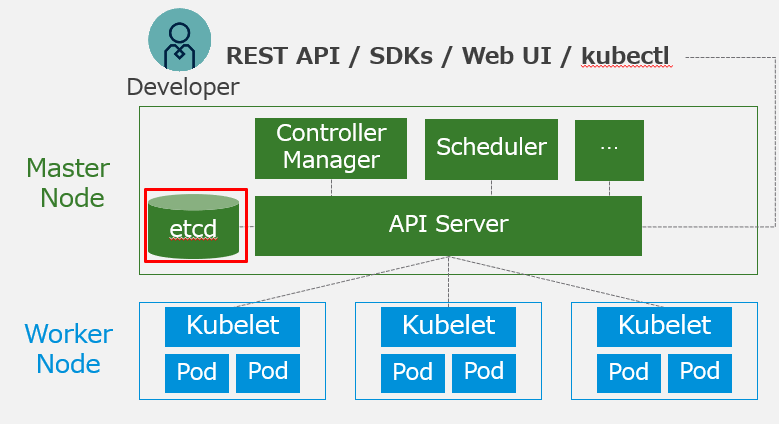 REST API / SDKs / Web UI / kubectl
Developer
Master
Node
Controller
Manager
Scheduler
...
etcd
API Server
Worker
Node
Kubelet
Pod
Pod
Kubelet
Pod
Pod
Kubelet
Pod
Pod